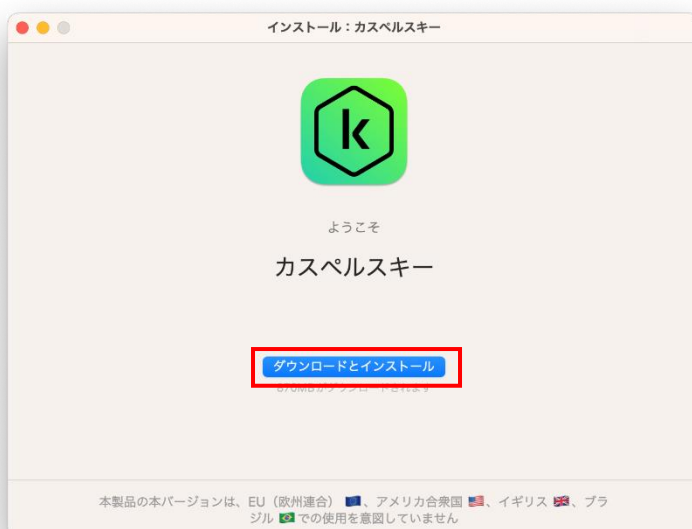 インストール：カスペルスキー
ようこそ
カスペルスキー
ダウンロードとインストール
本製品の本バージョンは、EU（欧州連合）🇪🇺、アメリカ合衆国🇺🇸、イギリス🇬🇧、ブラ
ジル🇧🇷での使用を意図していません